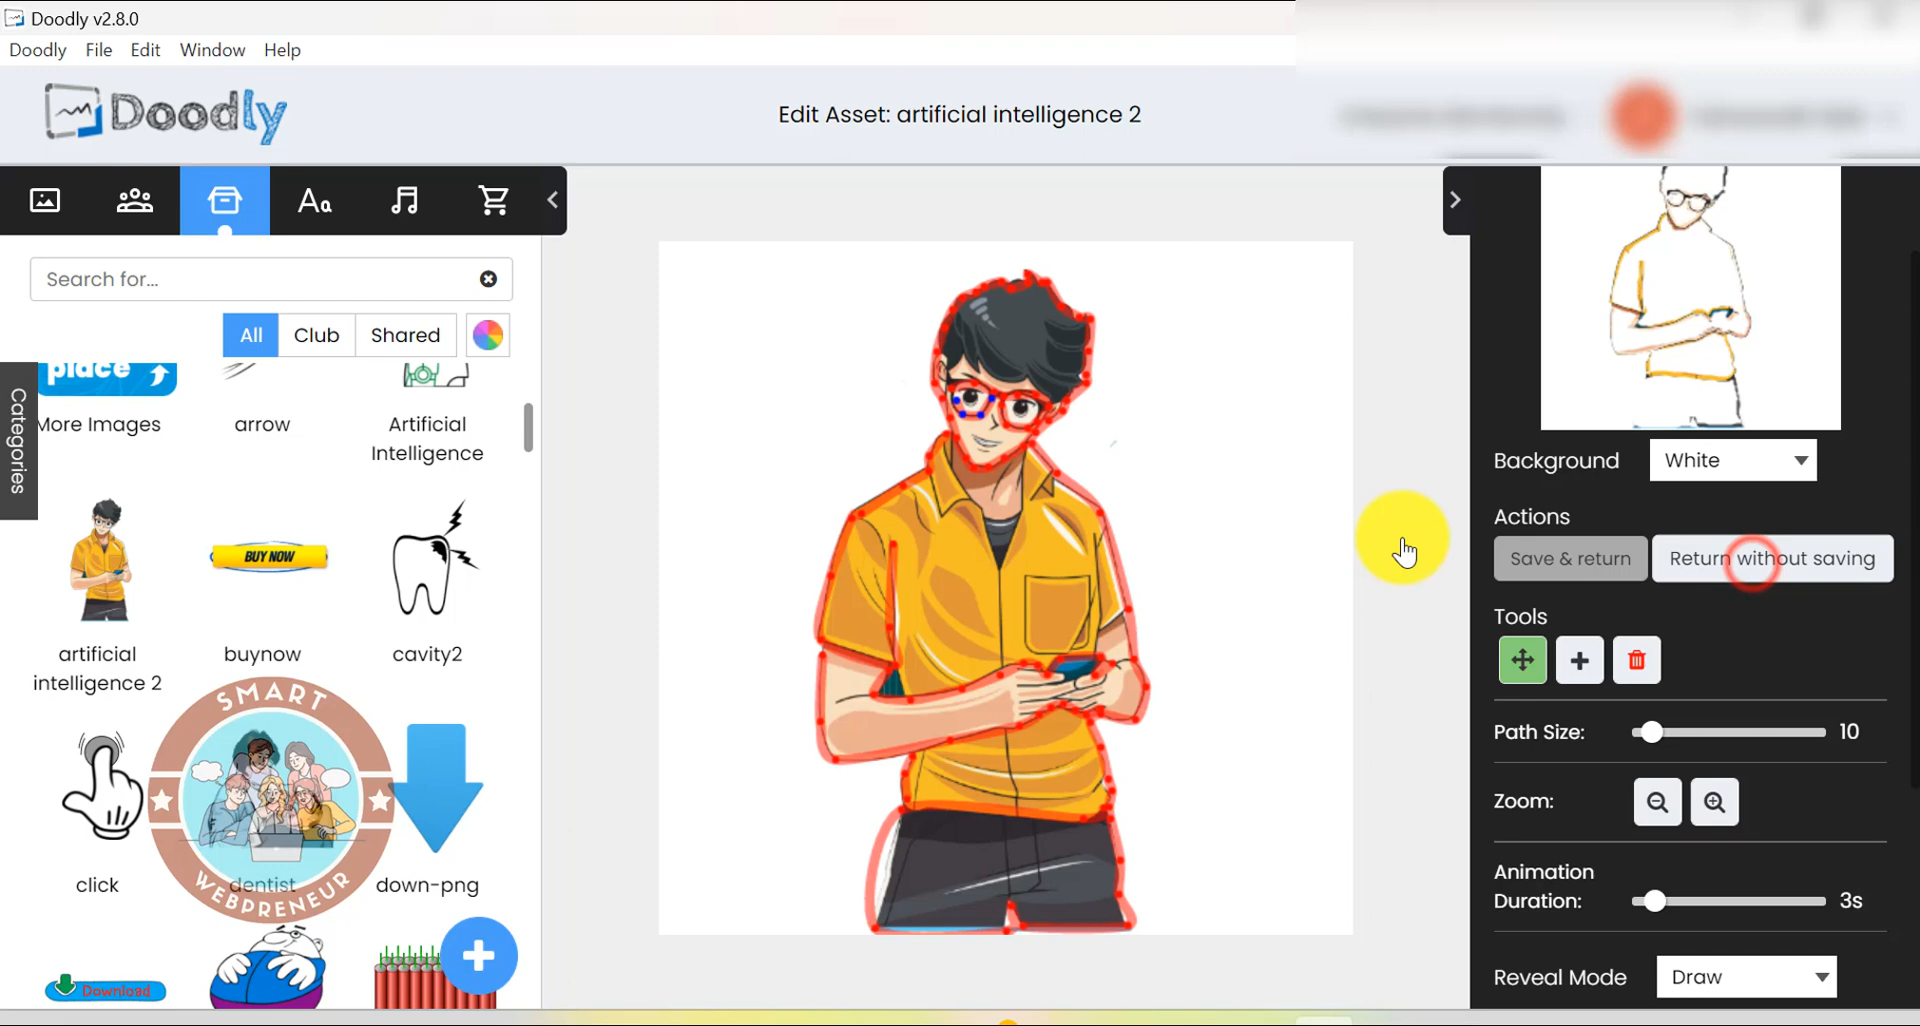 Doodly v2.8.0
Doodly File Edit Window Help
Doodly
Edit Asset: artificial intelligence 2
Aa
Search for...
All Club Shared
Categories
place
More Images
arrow
Artificial
Intelligence
BUY NOW
artificial
intelligence 2
buynow
cavity2
SMART
WEBPRENEUR
click
dentist
down-png
Download
Background White
Actions
Save & return Return without saving
Tools
Path Size: 10
Zoom:
Animation
Duration: 3s
Reveal Mode Draw